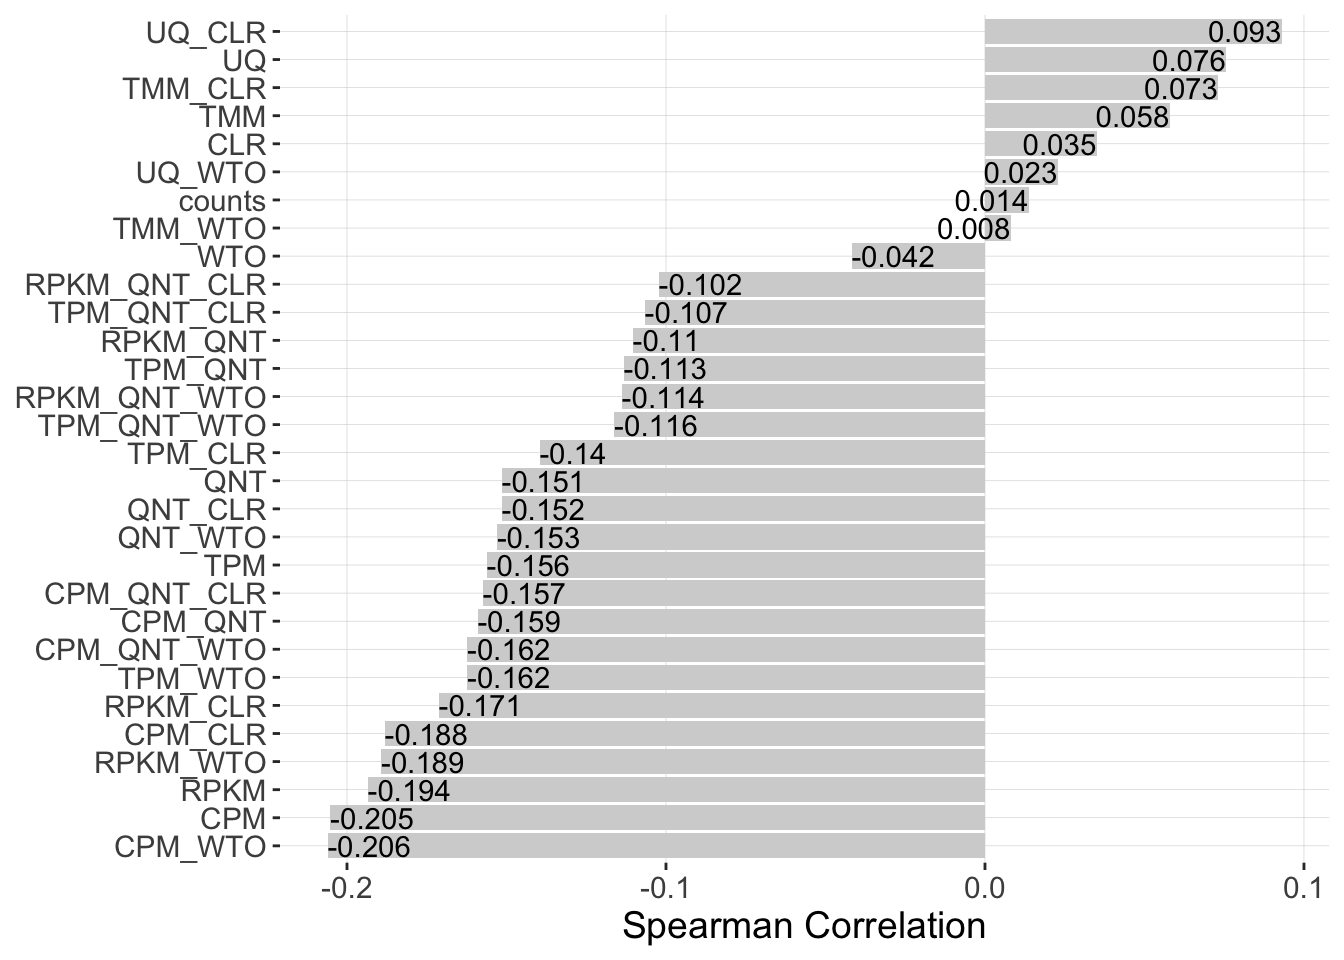 UQ_CLR 0.093
UQ 0.076
TMM_CLR 0.073
TMM 0.058
CLR 0.035
UQ_WTO 0.023
counts 0.014
TMM_WTO 0.008
WTO -0.042
RPKM_QNT_CLR -0.102
TPM_QNT_CLR -0.107
RPKM_QNT -0.11
TPM_QNT -0.113
RPKM_QNT_WTO -0.114
TPM_QNT_WTO -0.116
TPM_CLR -0.14
QNT -0.151
QNT_CLR -0.152
QNT_WTO -0.153
TPM -0.156
CPM_QNT_CLR -0.157
CPM_QNT -0.159
CPM_QNT_WTO -0.162
TPM_WTO -0.162
RPKM_CLR -0.171
CPM_CLR -0.188
RPKM_WTO -0.189
RPKM -0.194
CPM -0.205
CPM_WTO -0.206
-0.2 -0.1 0.0 0.1
Spearman Correlation